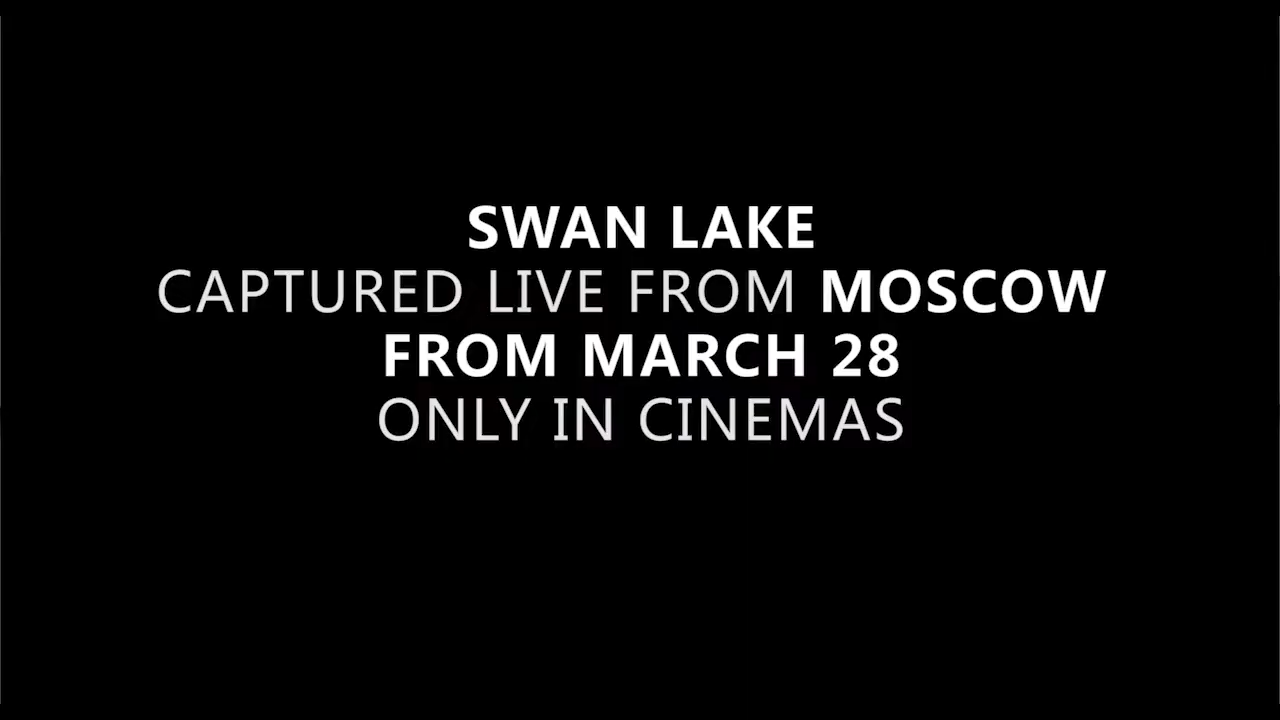 SWAN LAKE
CAPTURED LIVE FROM MOSCOW
FROM MARCH 28
ONLY IN CINEMAS